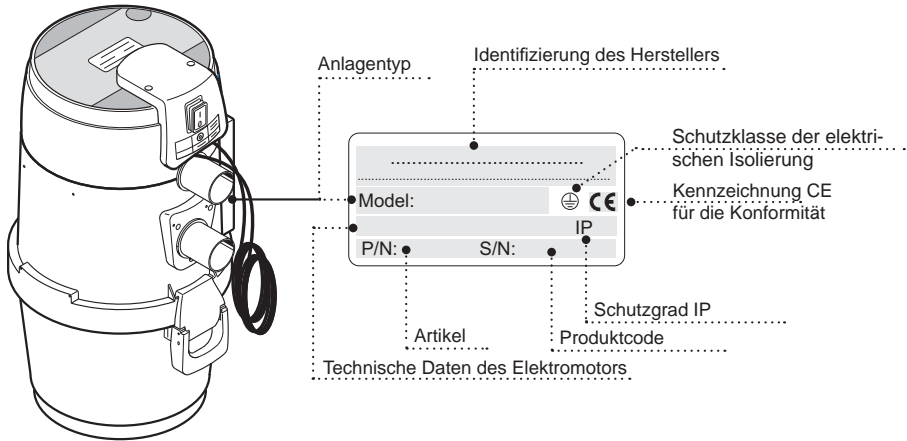 Identifizierung des Herstellers
Anlagentyp
Schutzklasse der elektri-
schen Isolierung
Model:
CE
Kennzeichnung CE
für die Konformität
IP
P/N:
S/N:
Schutzgrad IP
Artikel
Produktcode
Technische Daten des Elektromotors